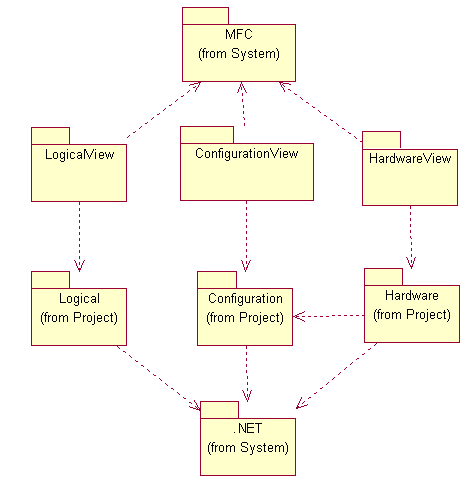 MFC
(from System)
LogicalView
ConfigurationView
HardwareView
Logical
(from Project)
Configuration
(from Project)
Hardware
(from Project)
.NET
(from System)